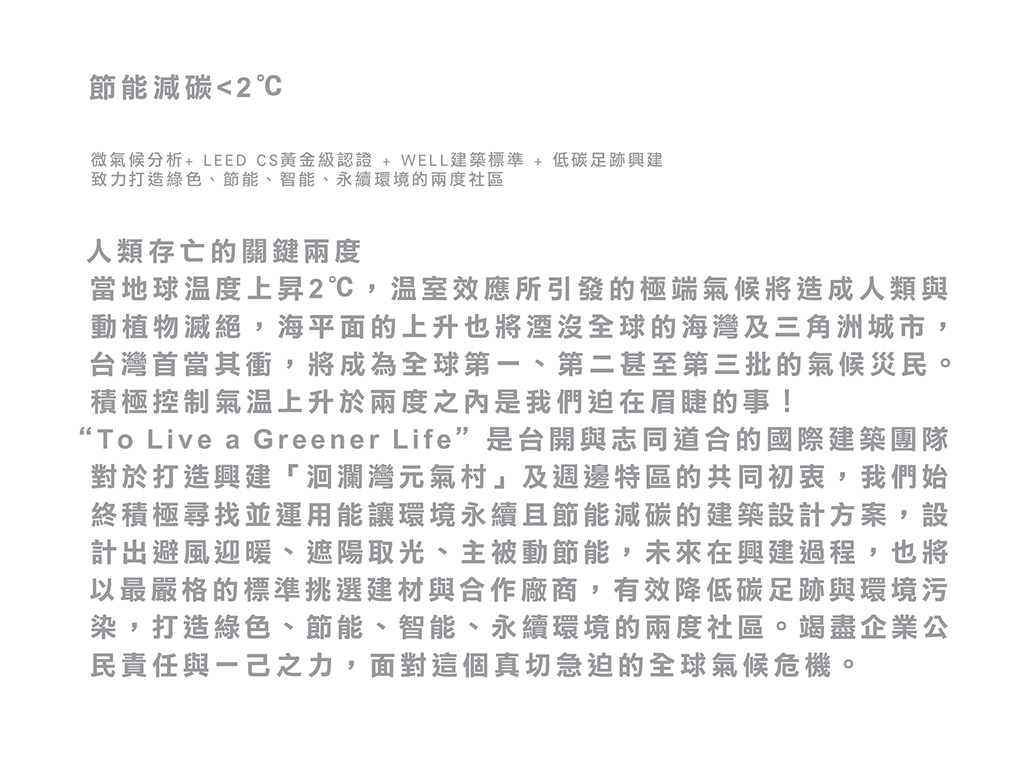 節能減碳<2℃
微氣候分析+ LEED CS黃金級認證 + WELL建築標準 + 低碳足跡興建
致力打造綠色、節能、智能、永續環境的兩度社區
人類存亡的關鍵兩度
當地球温度上昇2℃，温室效應所引發的極端氣候將造成人類與
動植物滅絕，海平面的上升也將湮沒全球的海灣及三角洲城市，
台灣首當其衝，將成為全球第一、第二甚至第三批的氣候災民。
積極控制氣温上升於兩度之內是我們迫在眉睫的事！
“To Live a Greener Life”是台開與志同道合的國際建築團隊
對於打造興建「洄瀾灣元氣村」及週邊特區的共同初衷，我們始
終積極尋找並運用能讓環境永續且節能減碳的建築設計方案，設
計出避風迎暖、遮陽取光、主被動節能，未來在興建過程，也將
以最嚴格的標準挑選建材與合作廠商，有效降低碳足跡與環境污
染，打造綠色、節能、智能、永續環境的兩度社區。竭盡企業公
民責任與一己之力，面對這個真切急迫的全球氣候危機。